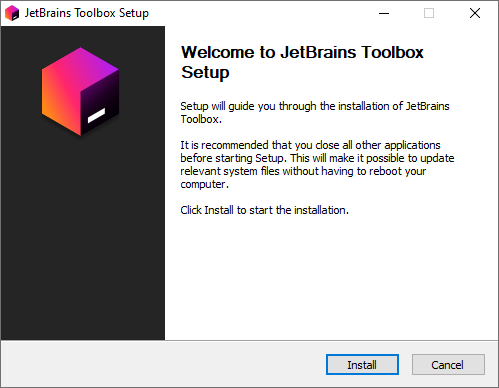 JetBrains Toolbox Setup
Welcome to JetBrains Toolbox
Setup
Setup will guide you through the installation of JetBrains
Toolbox.
It is recommended that you close all other applications
before starting Setup. This will make it possible to update
relevant system files without having to reboot your
computer.
Click Install to start the installation.
Install
Cancel